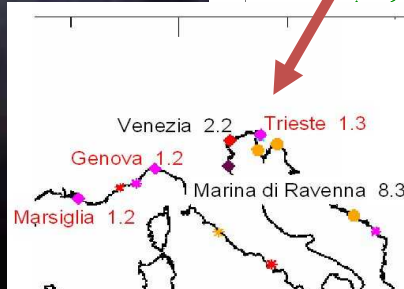 Venezia 2.2 Trieste 1.3
Genova 1.2
Marina di Ravenna 8.3
Marsiglia 1.2